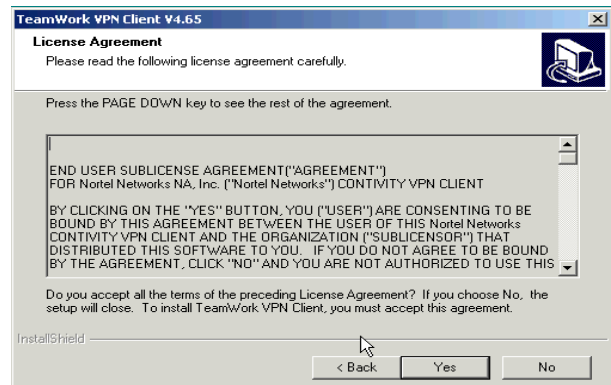 TeamWork VPN Client V4.65
License Agreement
Please read the following license agreement carefully.
Press the PAGE DOWN key to see the rest of the agreement.
END USER SUBLICENSE AGREEMENT("AGREEMENT")
FOR Nortel Networks NA, Inc. ("Nortel Networks") CONTIVITY VPN CLIENT
BY CLICKING ON THE "YES" BUTTON, YOU ("USER") ARE CONSENTING TO BE
BOUND BY THIS AGREEMENT BETWEEN THE USER OF THIS Nortel Networks
CONTIVITY VPN CLIENT AND THE ORGANIZATION ("SUBLICENSOR") THAT
DISTRIBUTED THIS SOFTWARE TO YOU.  IF YOU DO NOT AGREE TO BE BOUND
BY THE AGREEMENT, CLICK "NO" AND YOU ARE NOT AUTHORIZED TO USE THIS
Do you accept all the terms of the preceding License Agreement?  If you choose No,  the
setup will close.  To install TeamWork VPN Client, you must accept this agreement.
InstallShield
< Back Yes No